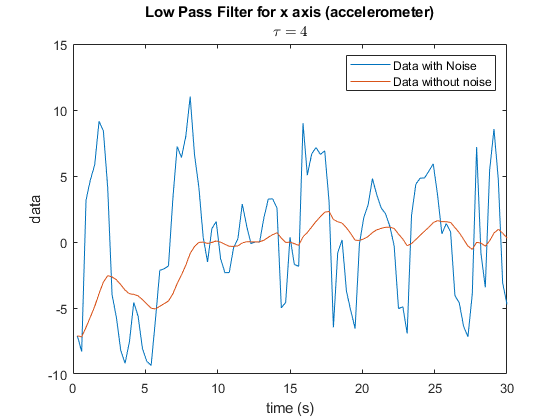 Low Pass Filter for x axis (accelerometer)
τ = 4
Data with Noise
Data without noise
15
10
5
0
-5
-10
data
0 5 10 15 20 25 30
time (s)